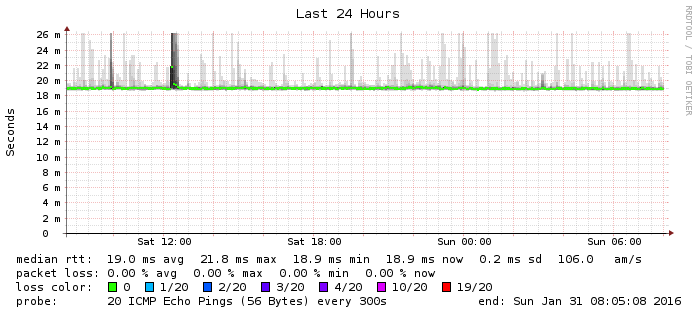 Last 24 Hours
RRDTOOL / TOBI OETIKER
Seconds
26 m
24 m
22 m
20 m
18 m
16 m
14 m
12 m
10 m
8 m
6 m
4 m
2 m
0
Sat 12:00 Sat 18:00 Sun 00:00 Sun 06:00
median rtt: 19.0 ms avg 21.8 ms max 18.9 ms min 18.9 ms now 0.2 ms sd 106.0 am/s
packet loss: 0.00 % avg 0.00 % max 0.00 % min 0.00 % now
loss color: 0 1/20 2/20 3/20 4/20 10/20 19/20
probe: 20 ICMP Echo Pings (56 Bytes) every 300s end: Sun Jan 31 08:05:08 2016